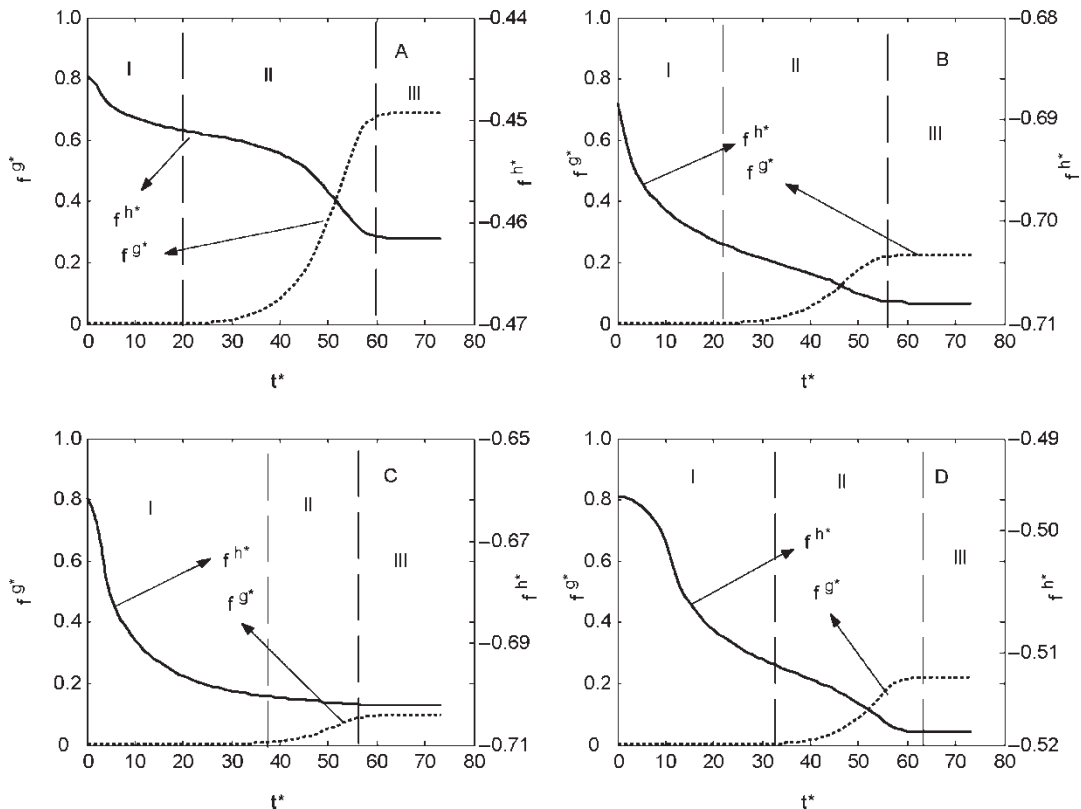 1.0
0.8
0.6
0.4
0.2
0
f g*
–0.44
–0.450
–0.46
–0.47
f h*
I
II
A
III
f h*
f g*
0 10 20 30 40 50 60 70 80
t*
1.0
0.8
0.6
0.4
0.2
0
f g*
–0.68
–0.69
–0.70
–0.71
f h*
I
II
B
III
f h*
f g*
0 10 20 30 40 50 60 70 80
t*
1.0
0.8
0.6
0.4
0.2
0
f g*
–0.65
–0.67
–0.69
–0.71
f h*
I
II
C
III
f h*
f g*
0 10 20 30 40 50 60 70 80
t*
1.0
0.8
0.6
0.4
0.2
0
f g*
–0.49
–0.50
–0.51
–0.52
f h*
I
II
D
III
f h*
f g*
0 10 20 30 40 50 60 70 80
t*